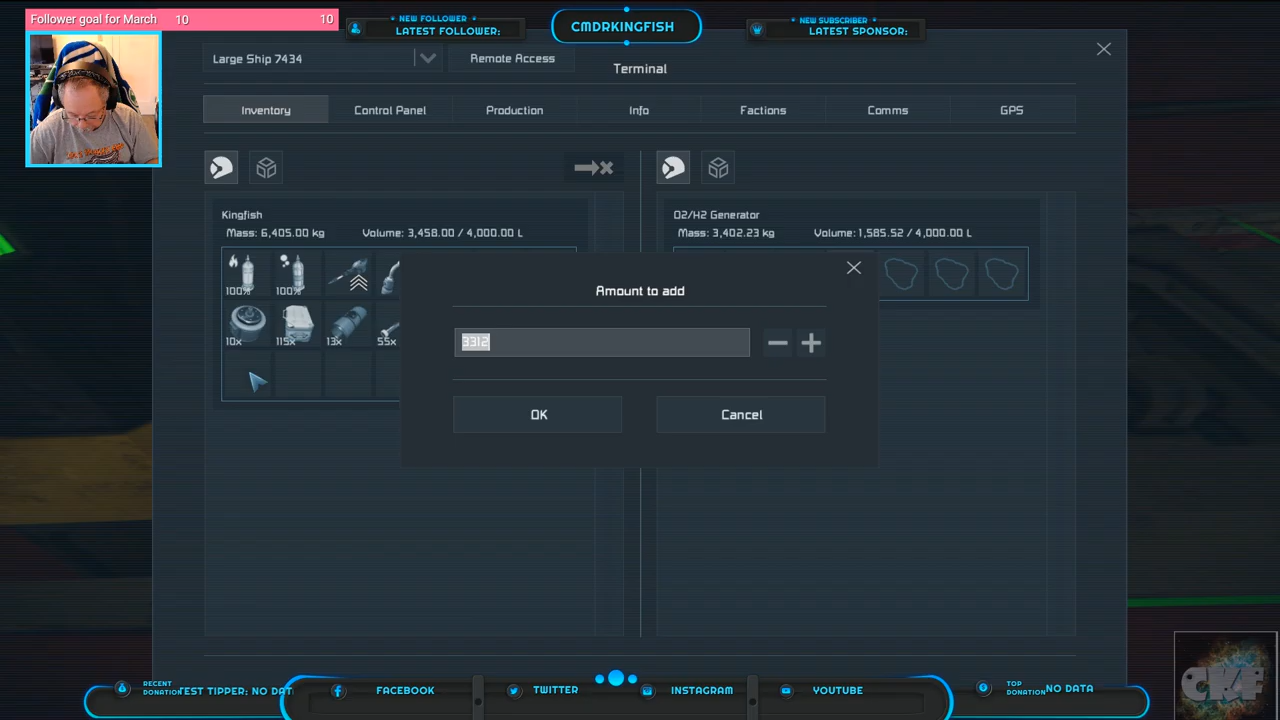 Follower goal for March 10 10
NEW FOLLOWER
LATEST FOLLOWER:
CMDRKINGFISH
NEW SUBSCRIBER
LATEST SPONSOR:
Large Ship 7434
Remote Access
Terminal
Inventory Control Panel Production Info Factions Comms GPS
Kingfish
Mass: 6,405.00 kg Volume: 3,458.00 / 4,000.00 L
O2/H2 Generator
Mass: 3,402.23 kg Volume: 1,585.52 / 4,000.00 L
100% 100%
10x 115x 13x 55x
Amount to add
3312
OK Cancel
RECENT DONATION TEST TIPPER: NO DAT
FACEBOOK TWITTER INSTAGRAM YOUTUBE
TOP DONATION NO DATA
CKF